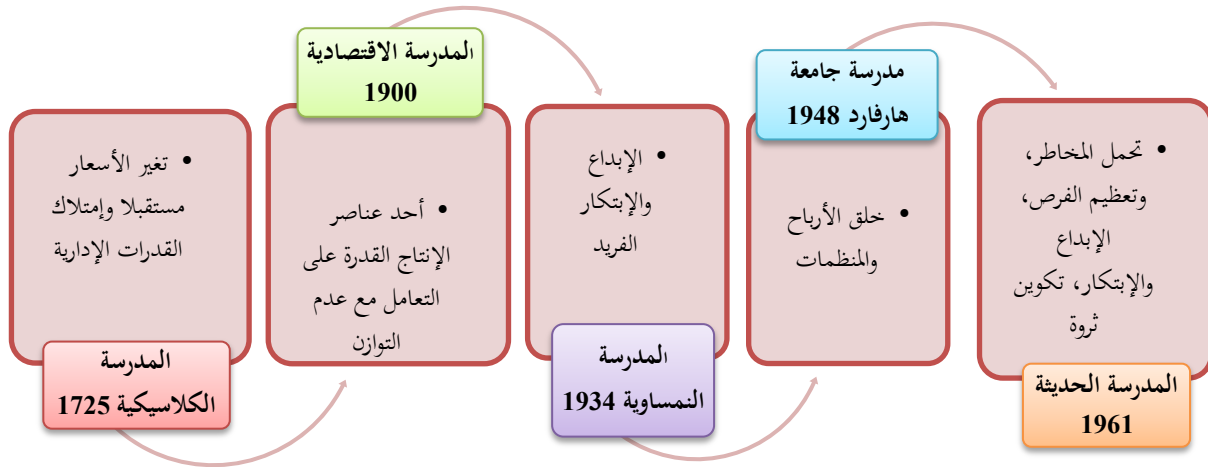 تغير الأسعار
مستقبلا وإمتلاك
القدرات الإدارية
المدرسة
الكلاسيكية 1725
المدرسة الاقتصادية
1900
أحد عناصر
الإنتاج القدرة على
التعامل مع عدم
التوازن
الإبداع
والإبتكار
الفريد
المدرسة
النمساوية 1934
مدرسة جامعة
هارفارد 1948
خلق الأرباح
والمنظمات
تحمل المخاطر،
وتعظيم الفرص،
الإبداع
والإبتكار، تكوين
ثروة
المدرسة الحديثة
1961